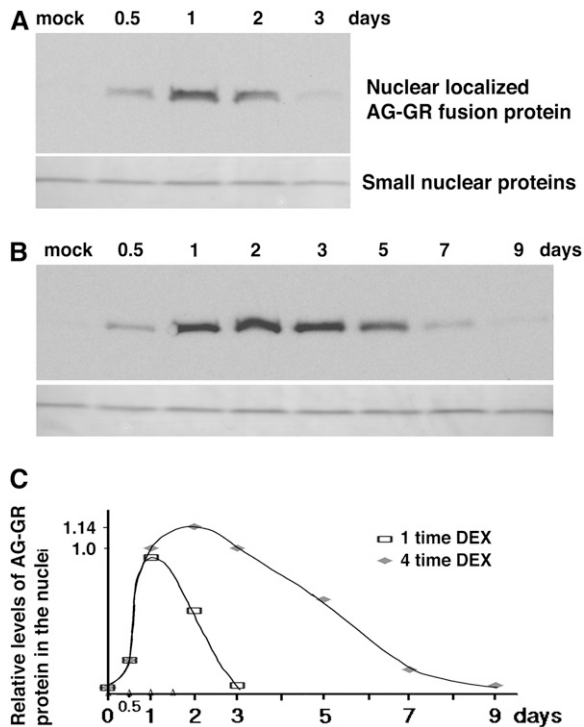 A
mock 0.5 1 2 3 days
Nuclear localized
AG-GR fusion protein
Small nuclear proteins
B
mock 0.5 1 2 3 5 7 9 days
C
Relative levels of AG-GR
protein in the nuclei
1.14
1.0
1 time DEX
4 time DEX
0 0.5 1 2 3 5 7 9 days